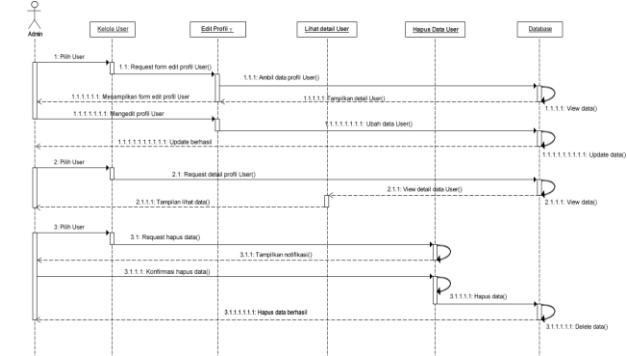 Admin
Kelola User
Edit Profil :
Lihat detail User
Hapus Data User
Database
1: Pilih User
1.1: Request form edit profil User()
1.1.1: Ambil data profil User()
1.1.1.1: View data()
1.1.1.1.1: Tampilkan detail User()
1.1.1.1.1.1: Menampilkan form edit profil User
1.1.1.1.1.1.1: Mengedit profil User
1.1.1.1.1.1.1.1: Ubah data User()
1.1.1.1.1.1.1.1.1: Update data()
1.1.1.1.1.1.1.1.1.1: Update berhasil
2: Pilih User
2.1: Request detail profil User()
2.1.1.1: View data()
2.1.1: View detail data User()
2.1.1.1: Tampilan lihat data()
3: Pilih User
3.1: Request hapus data()
3.1.1: Tampilkan notifikasi()
3.1.1.1: Konfirmasi hapus data()
3.1.1.1.1: Hapus data()
3.1.1.1.1.1: Delete data()
3.1.1.1.1.1.1: Hapus data berhasil